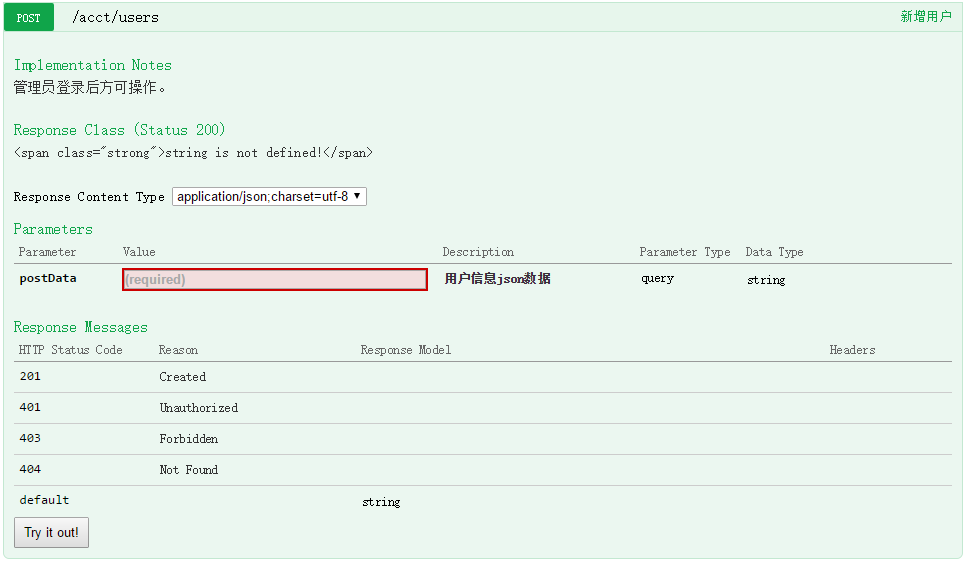 POST /acct/users 新增用户
Implementation Notes
管理员登录后方可操作。
Response Class (Status 200)
<span class="strong">string is not defined!</span>
Response Content Type application/json;charset=utf-8
Parameters
Parameter Value Description Parameter Type Data Type
postData (required) 用户信息json数据 query string
Response Messages
HTTP Status Code Reason Response Model Headers
201 Created
401 Unauthorized
403 Forbidden
404 Not Found
default string
Try it out!